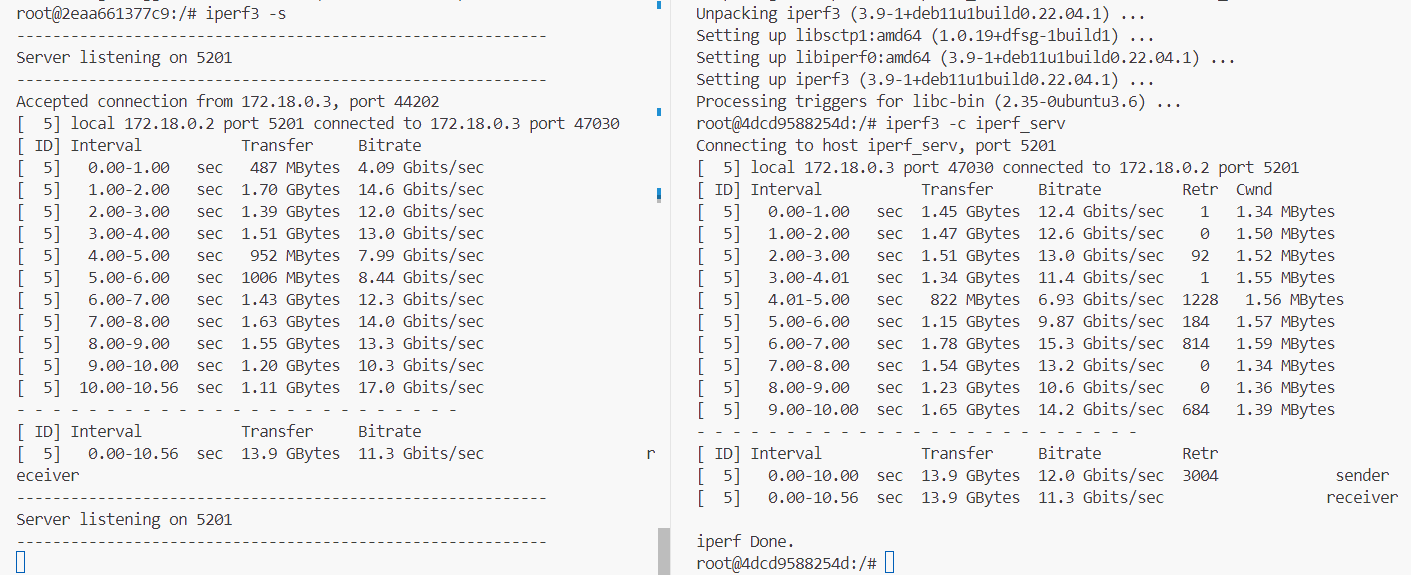 root@2eaa661377c9:/# iperf3 -s
-----------------------------------------------------------
Server listening on 5201
-----------------------------------------------------------
Accepted connection from 172.18.0.3, port 44202
[  5] local 172.18.0.2 port 5201 connected to 172.18.0.3 port 47030
[ ID] Interval           Transfer     Bitrate
[  5]   0.00-1.00   sec   487 MBytes  4.09 Gbits/sec
[  5]   1.00-2.00   sec  1.70 GBytes  14.6 Gbits/sec
[  5]   2.00-3.00   sec  1.39 GBytes  12.0 Gbits/sec
[  5]   3.00-4.00   sec  1.51 GBytes  13.0 Gbits/sec
[  5]   4.00-5.00   sec   952 MBytes  7.99 Gbits/sec
[  5]   5.00-6.00   sec  1006 MBytes  8.44 Gbits/sec
[  5]   6.00-7.00   sec  1.43 GBytes  12.3 Gbits/sec
[  5]   7.00-8.00   sec  1.63 GBytes  14.0 Gbits/sec
[  5]   8.00-9.00   sec  1.55 GBytes  13.3 Gbits/sec
[  5]   9.00-10.00  sec  1.20 GBytes  10.3 Gbits/sec
[  5]  10.00-10.56  sec  1.11 GBytes  17.0 Gbits/sec
- - - - - - - - - - - - - - - - - - - - - - - - -
[ ID] Interval           Transfer     Bitrate
[  5]   0.00-10.56  sec  13.9 GBytes  11.3 Gbits/sec                  r
eceiver
-----------------------------------------------------------
Server listening on 5201
-----------------------------------------------------------
Unpacking iperf3 (3.9-1+deb11u1build0.22.04.1) ...
Setting up libsctp1:amd64 (1.0.19+dfsg-1build1) ...
Setting up libiperf0:amd64 (3.9-1+deb11u1build0.22.04.1) ...
Setting up iperf3 (3.9-1+deb11u1build0.22.04.1) ...
Processing triggers for libc-bin (2.35-0ubuntu3.6) ...
root@4dcd9588254d:/# iperf3 -c iperf_serv
Connecting to host iperf_serv, port 5201
[  5] local 172.18.0.3 port 47030 connected to 172.18.0.2 port 5201
[ ID] Interval           Transfer     Bitrate         Retr  Cwnd
[  5]   0.00-1.00   sec  1.45 GBytes  12.4 Gbits/sec    1   1.34 MBytes
[  5]   1.00-2.00   sec  1.47 GBytes  12.6 Gbits/sec    0   1.50 MBytes
[  5]   2.00-3.00   sec  1.51 GBytes  13.0 Gbits/sec   92   1.52 MBytes
[  5]   3.00-4.01   sec  1.34 GBytes  11.4 Gbits/sec    1   1.55 MBytes
[  5]   4.01-5.00   sec   822 MBytes  6.93 Gbits/sec  1228   1.56 MBytes
[  5]   5.00-6.00   sec  1.15 GBytes  9.87 Gbits/sec  184   1.57 MBytes
[  5]   6.00-7.00   sec  1.78 GBytes  15.3 Gbits/sec  814   1.59 MBytes
[  5]   7.00-8.00   sec  1.54 GBytes  13.2 Gbits/sec    0   1.34 MBytes
[  5]   8.00-9.00   sec  1.23 GBytes  10.6 Gbits/sec    0   1.36 MBytes
[  5]   9.00-10.00  sec  1.65 GBytes  14.2 Gbits/sec  684   1.39 MBytes
- - - - - - - - - - - - - - - - - - - - - - - - -
[ ID] Interval           Transfer     Bitrate         Retr
[  5]   0.00-10.00  sec  13.9 GBytes  12.0 Gbits/sec  3004             sender
[  5]   0.00-10.56  sec  13.9 GBytes  11.3 Gbits/sec                  receiver
iperf Done.
root@4dcd9588254d:/#